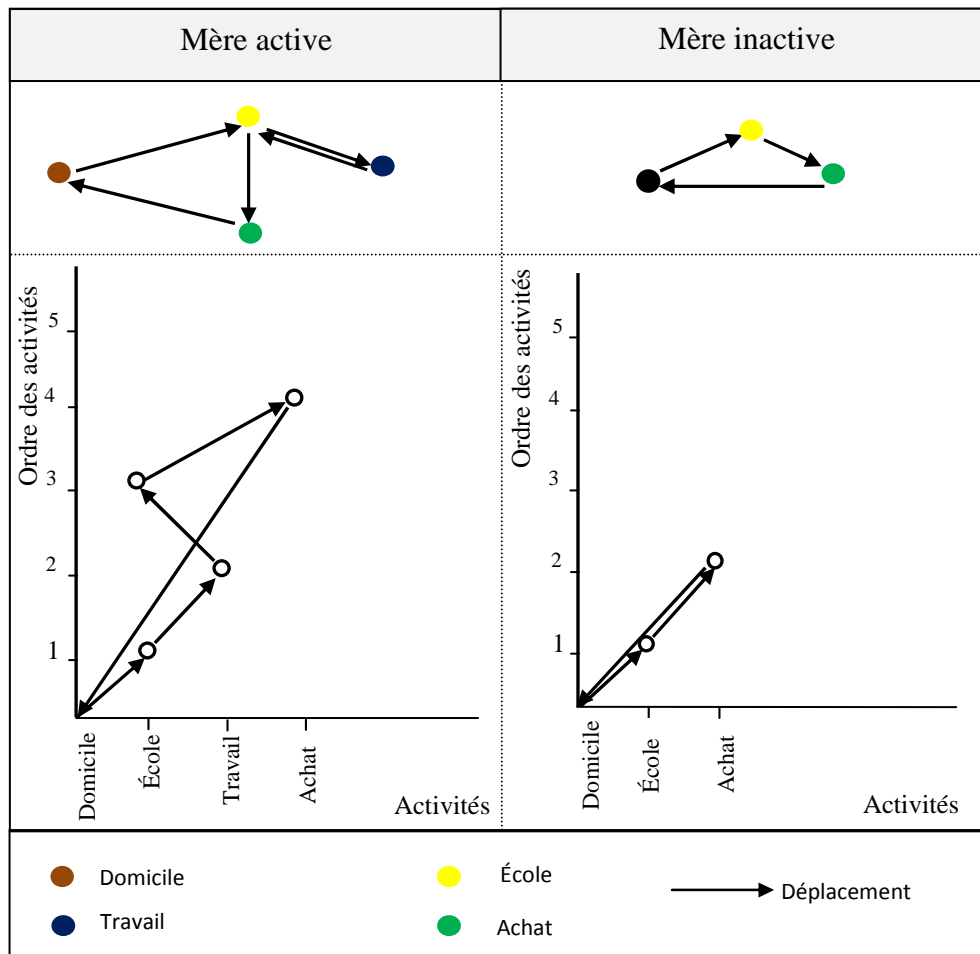 Mère active
Mère inactive
Ordre des activités
5
4
3
2
1
Domicile
École
Travail
Achat
Activités
Ordre des activités
5
4
3
2
1
Domicile
École
Achat
Activités
Domicile
École
Déplacement
Travail
Achat